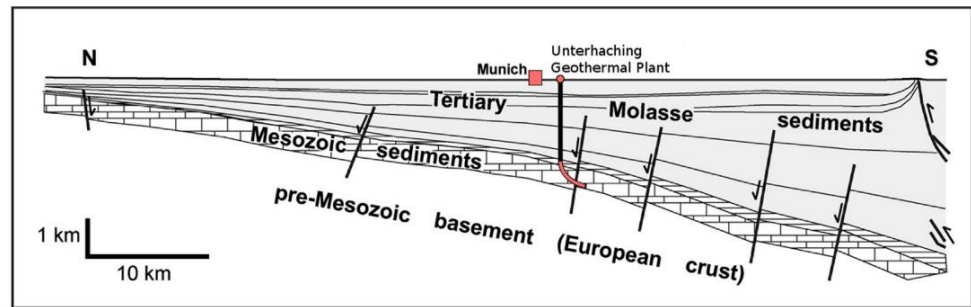 N
S
Unterhaching
Geothermal Plant
Munich
Tertiary Molasse sediments
Mesozoic sediments
pre-Mesozoic basement (European crust)
1 km
10 km